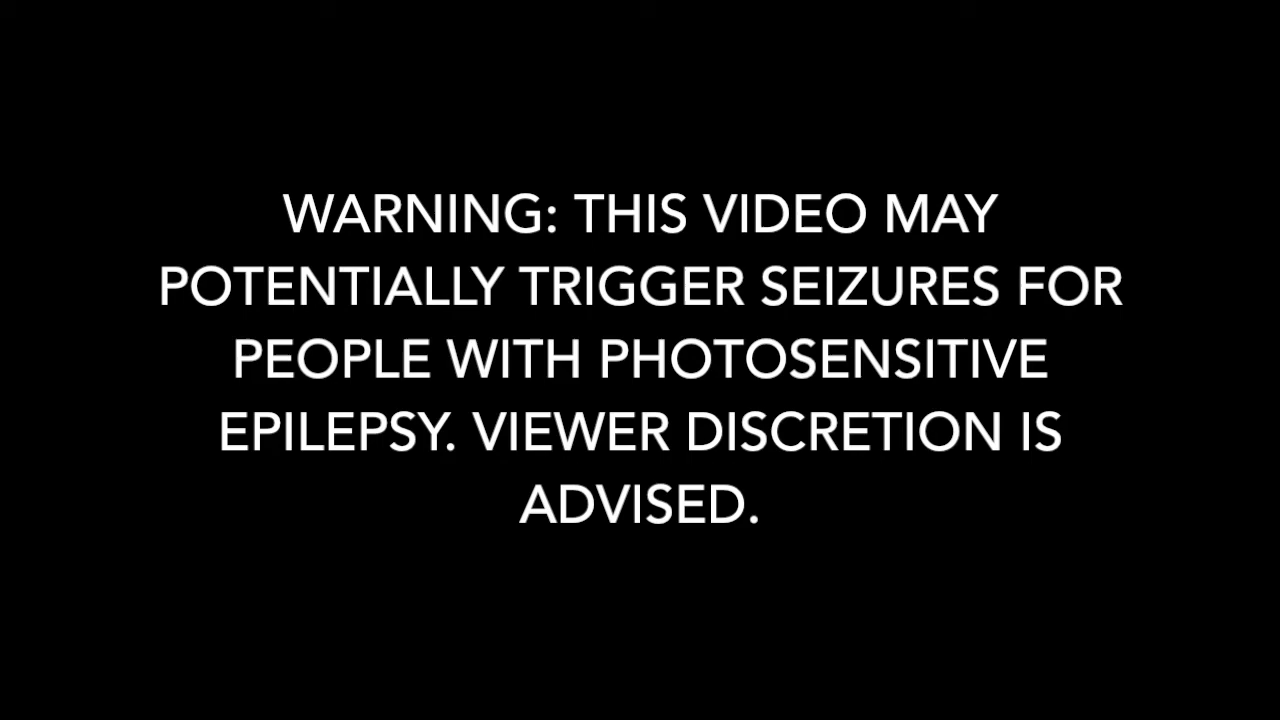 WARNING: THIS VIDEO MAY
POTENTIALLY TRIGGER SEIZURES FOR
PEOPLE WITH PHOTOSENSITIVE
EPILEPSY. VIEWER DISCRETION IS
ADVISED.